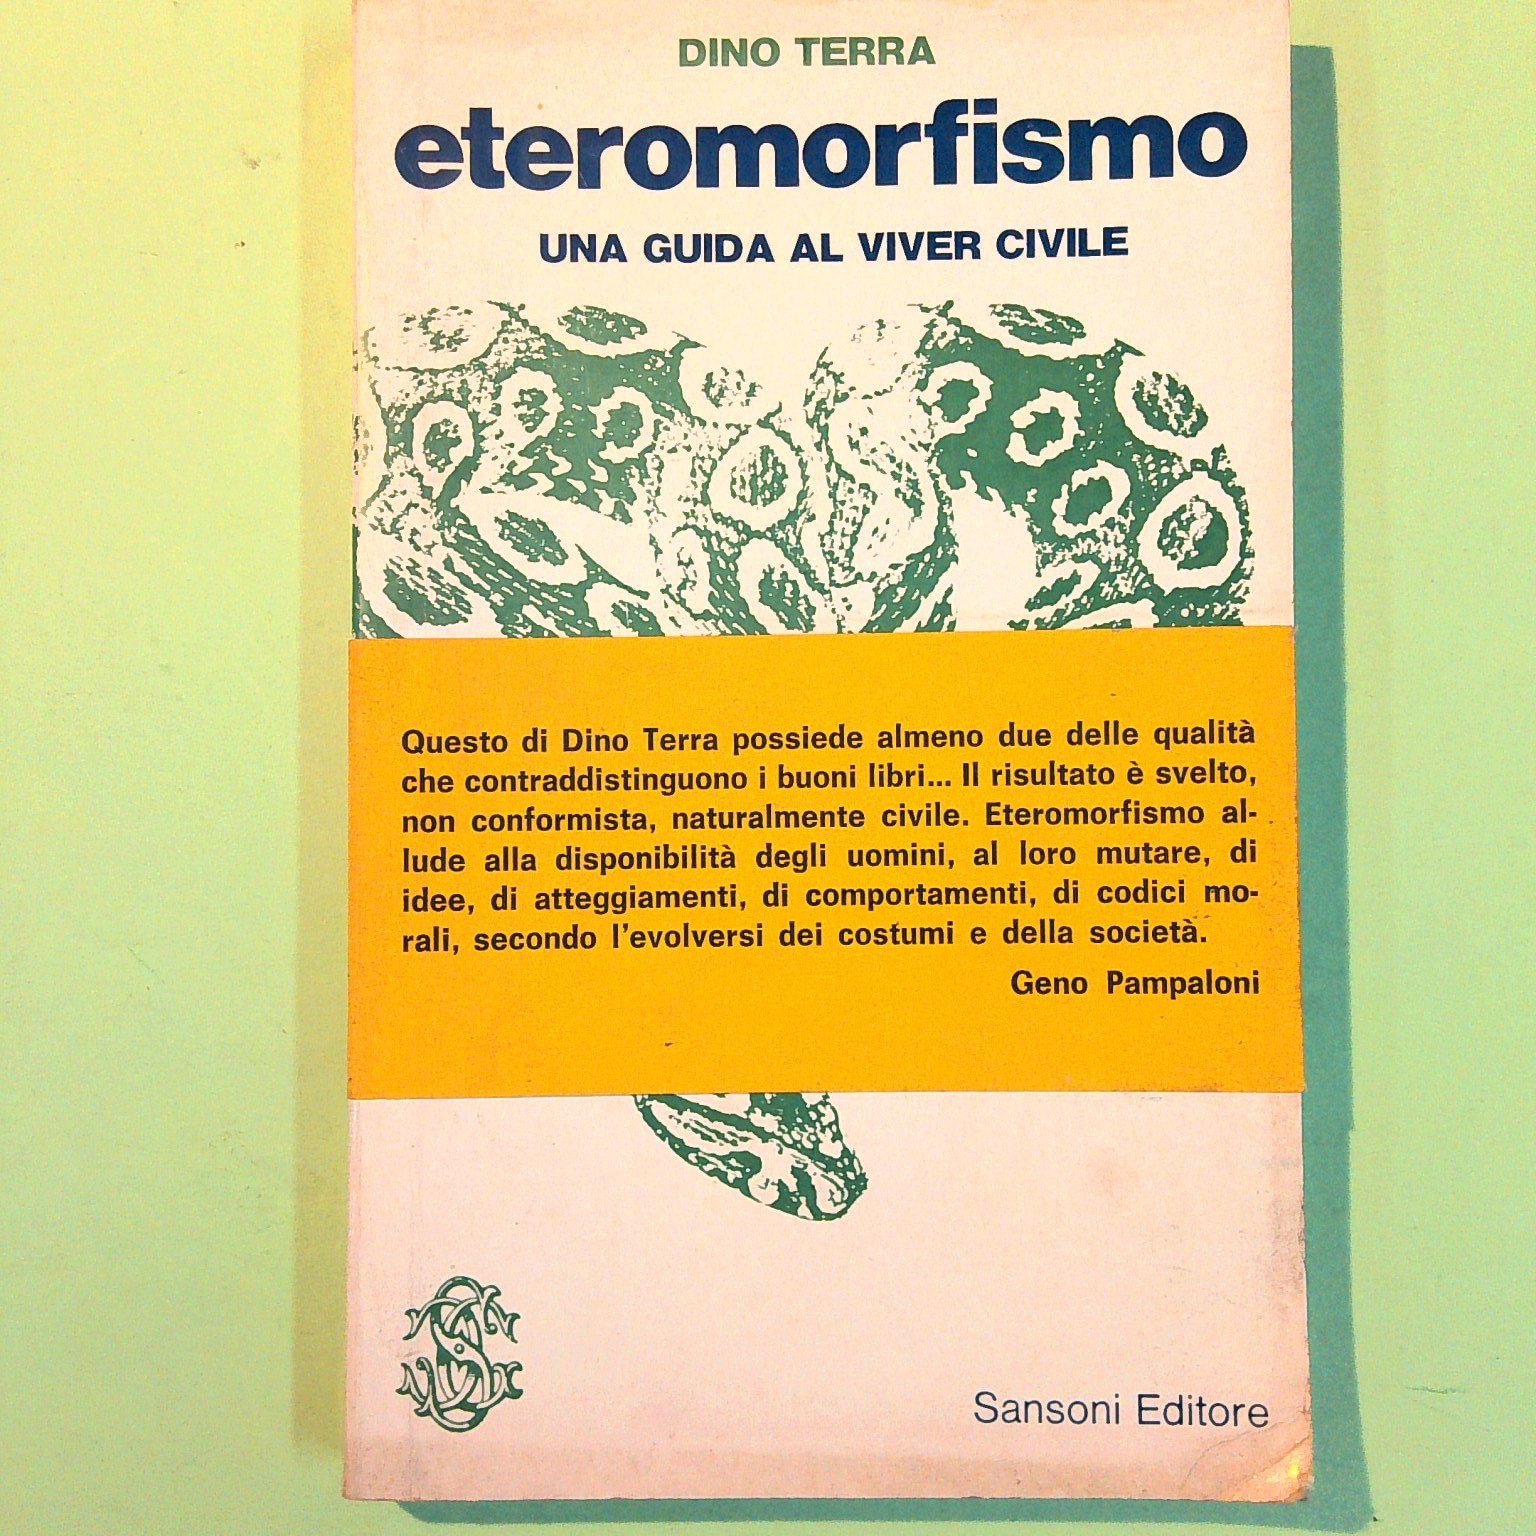 DINO TERRA
eteromorfismo
UNA GUIDA AL VIVER CIVILE
Questo di Dino Terra possiede almeno due delle qualità
che contraddistinguono i buoni libri... Il risultato è svelto,
non conformista, naturalmente civile. Eteromorfismo al-
lude alla disponibilità degli uomini, al loro mutare, di
idee, di atteggiamenti, di comportamenti, di codici mo-
rali, secondo l'evolversi dei costumi e della società.
Geno Pampaloni
Sansoni Editore